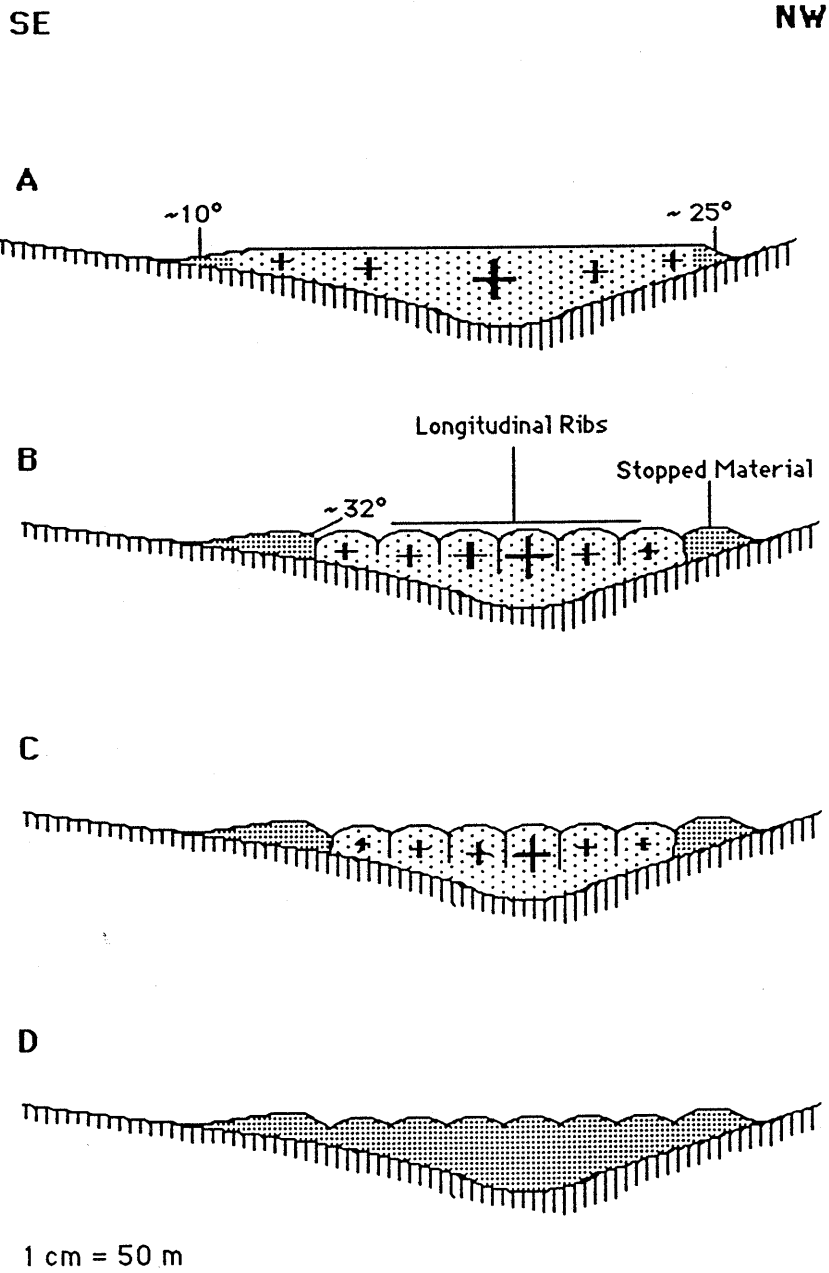 SE NW
A
~10° ~ 25°
Longitudinal Ribs
B
Stopped Material
~32°
C
D
1 cm = 50 m